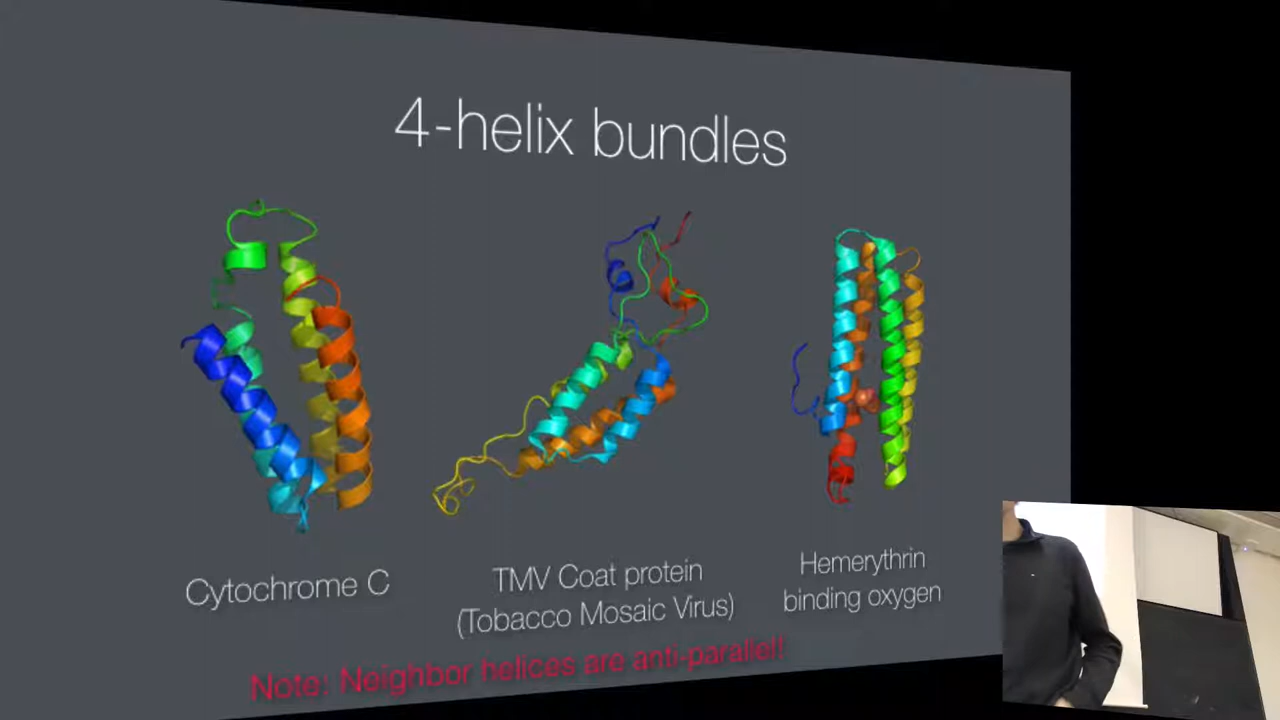 4-helix bundles
Cytochrome C
TMV Coat protein
(Tobacco Mosaic Virus)
Hemerythrin
binding oxygen
Note: Neighbor helices are anti-parallel!